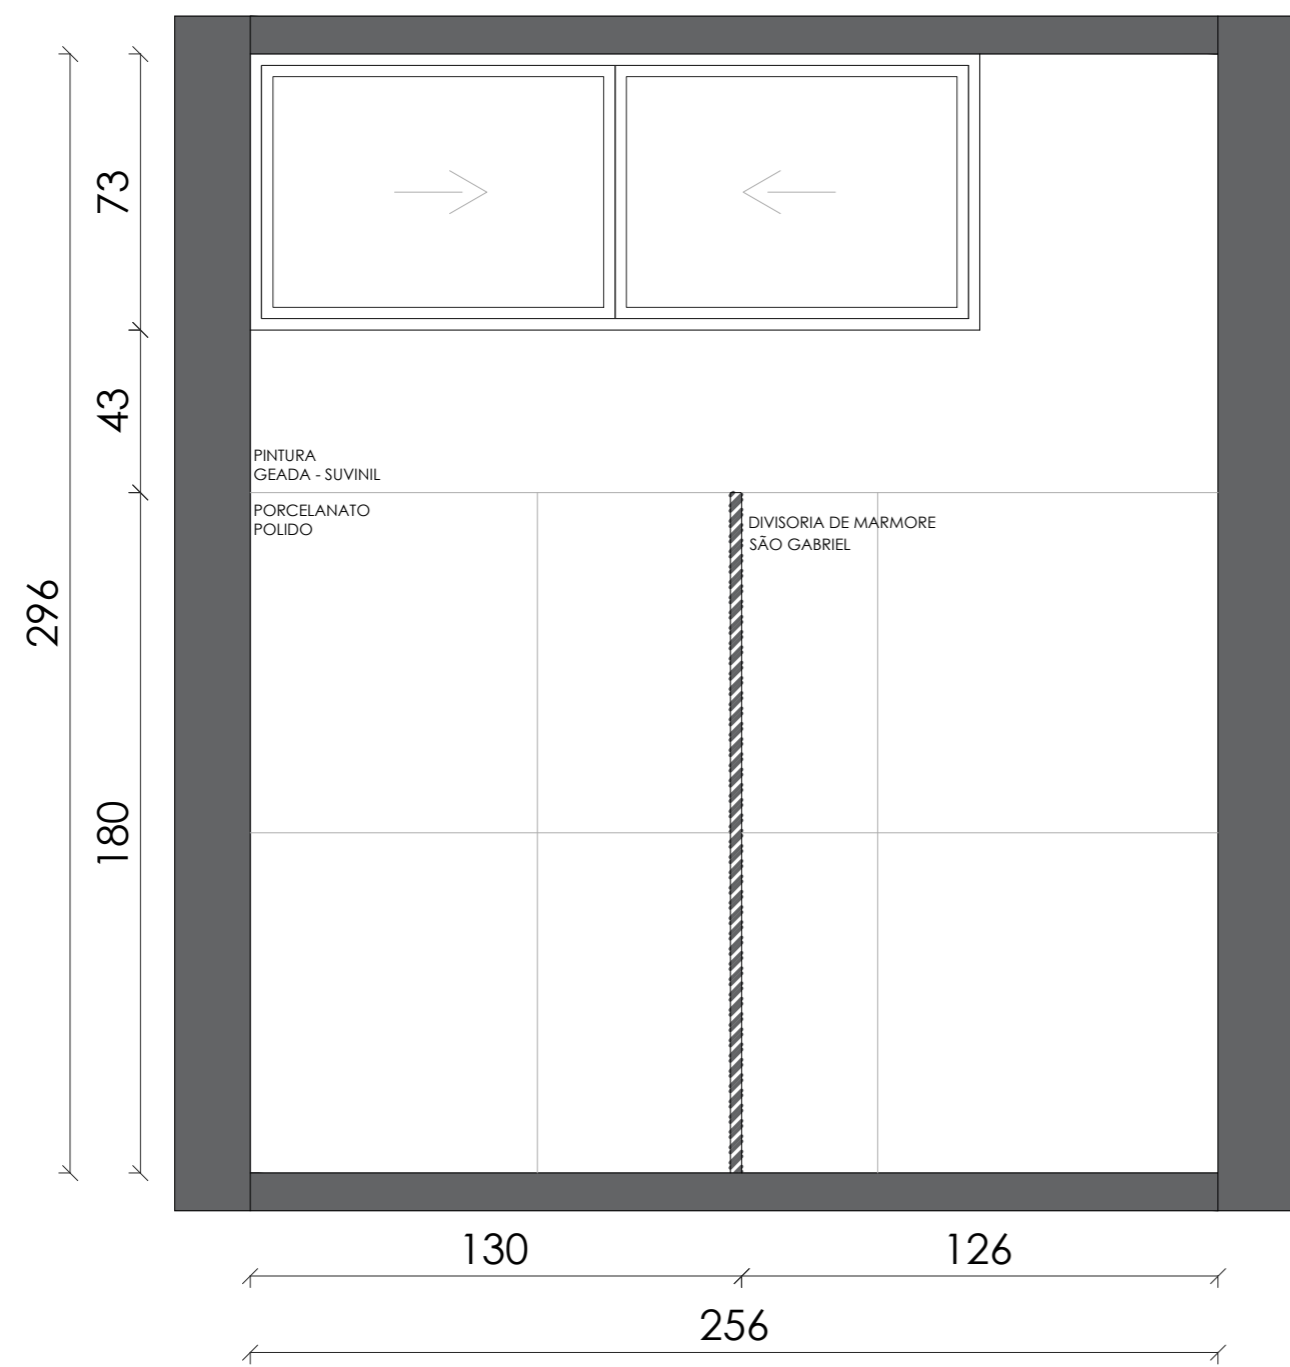 73
43
PINTURA
GEADA - SUVINIL
PORCELANATO
POLIDO
DIVISORIA DE MARMORE
SÃO GABRIEL
296
180
130
126
256